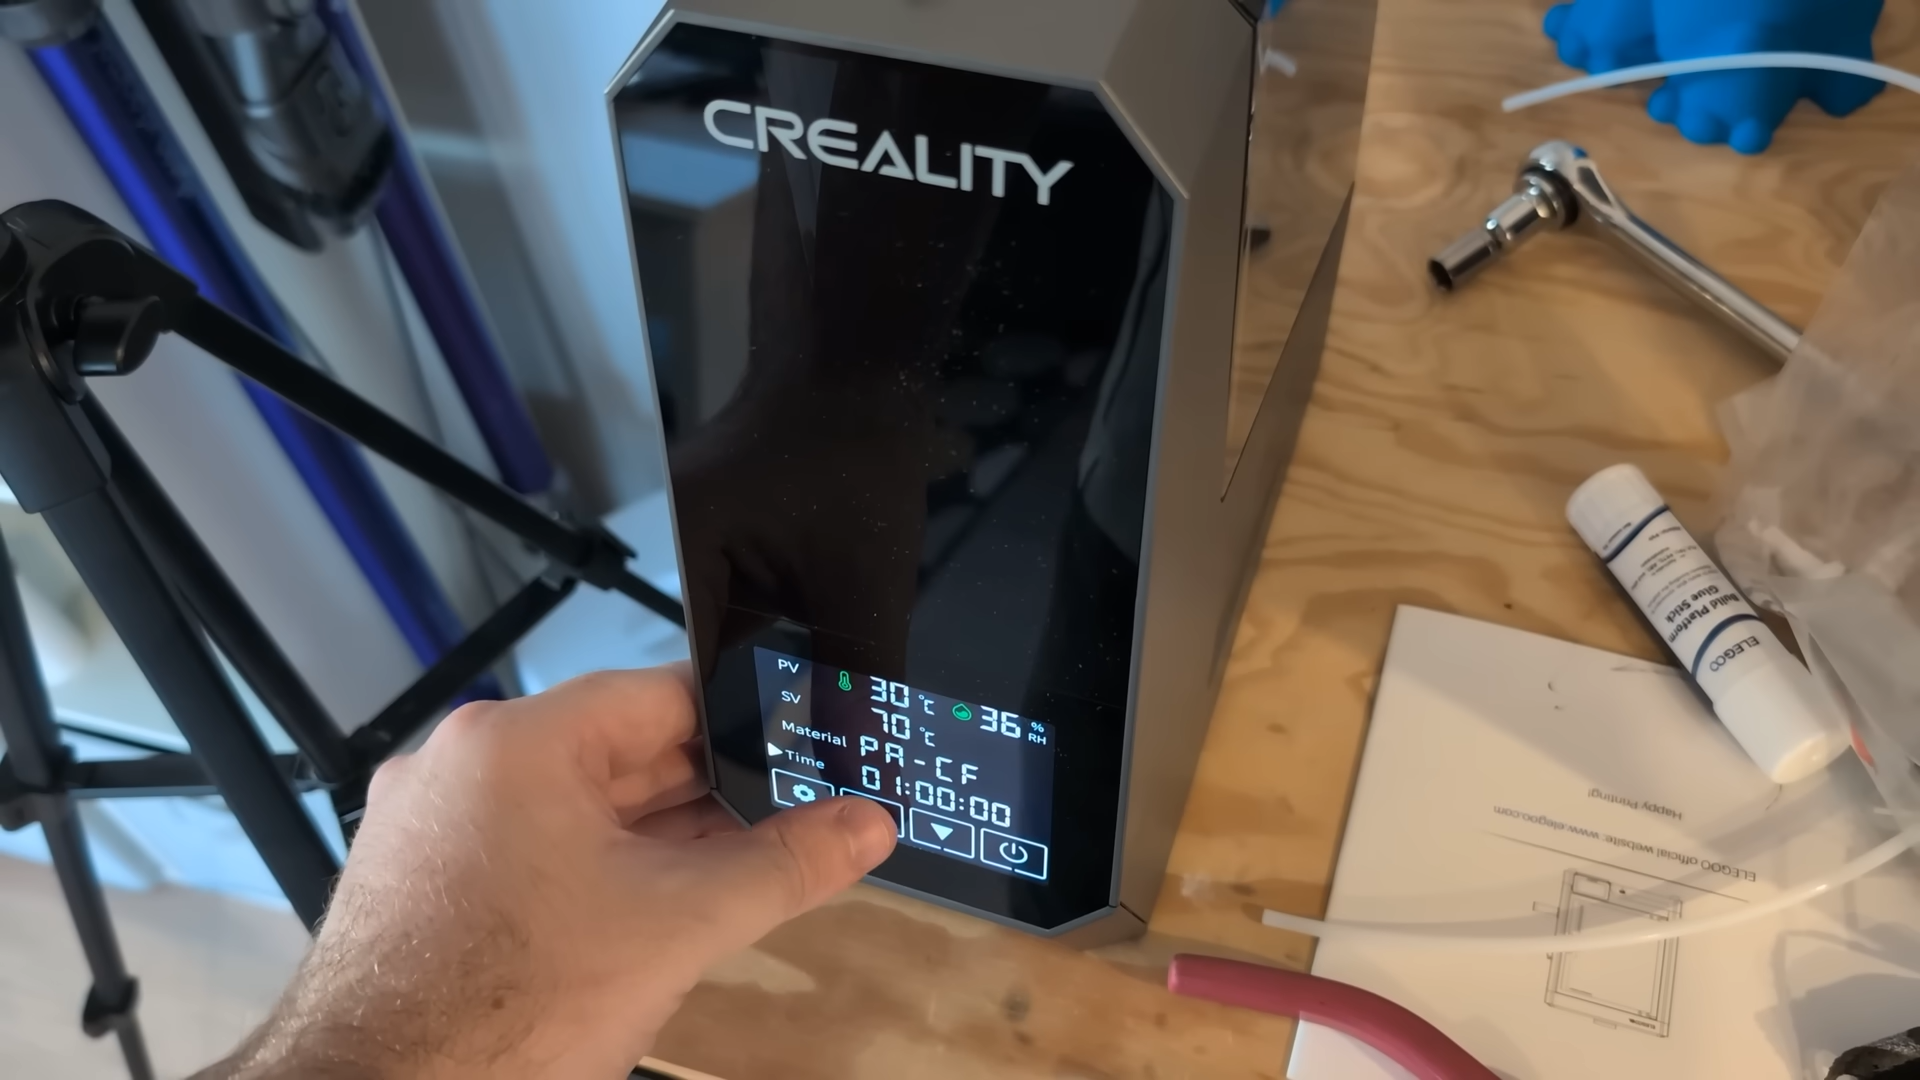 CREALITY
PV 30 °C 36 % RH
SV 70 °C
Material PA-CF
Time 01:00:00
ELEGOO
Build Platform
Glue Stick
Happy Printing!
ELEGOO official website: www.elegoo.com